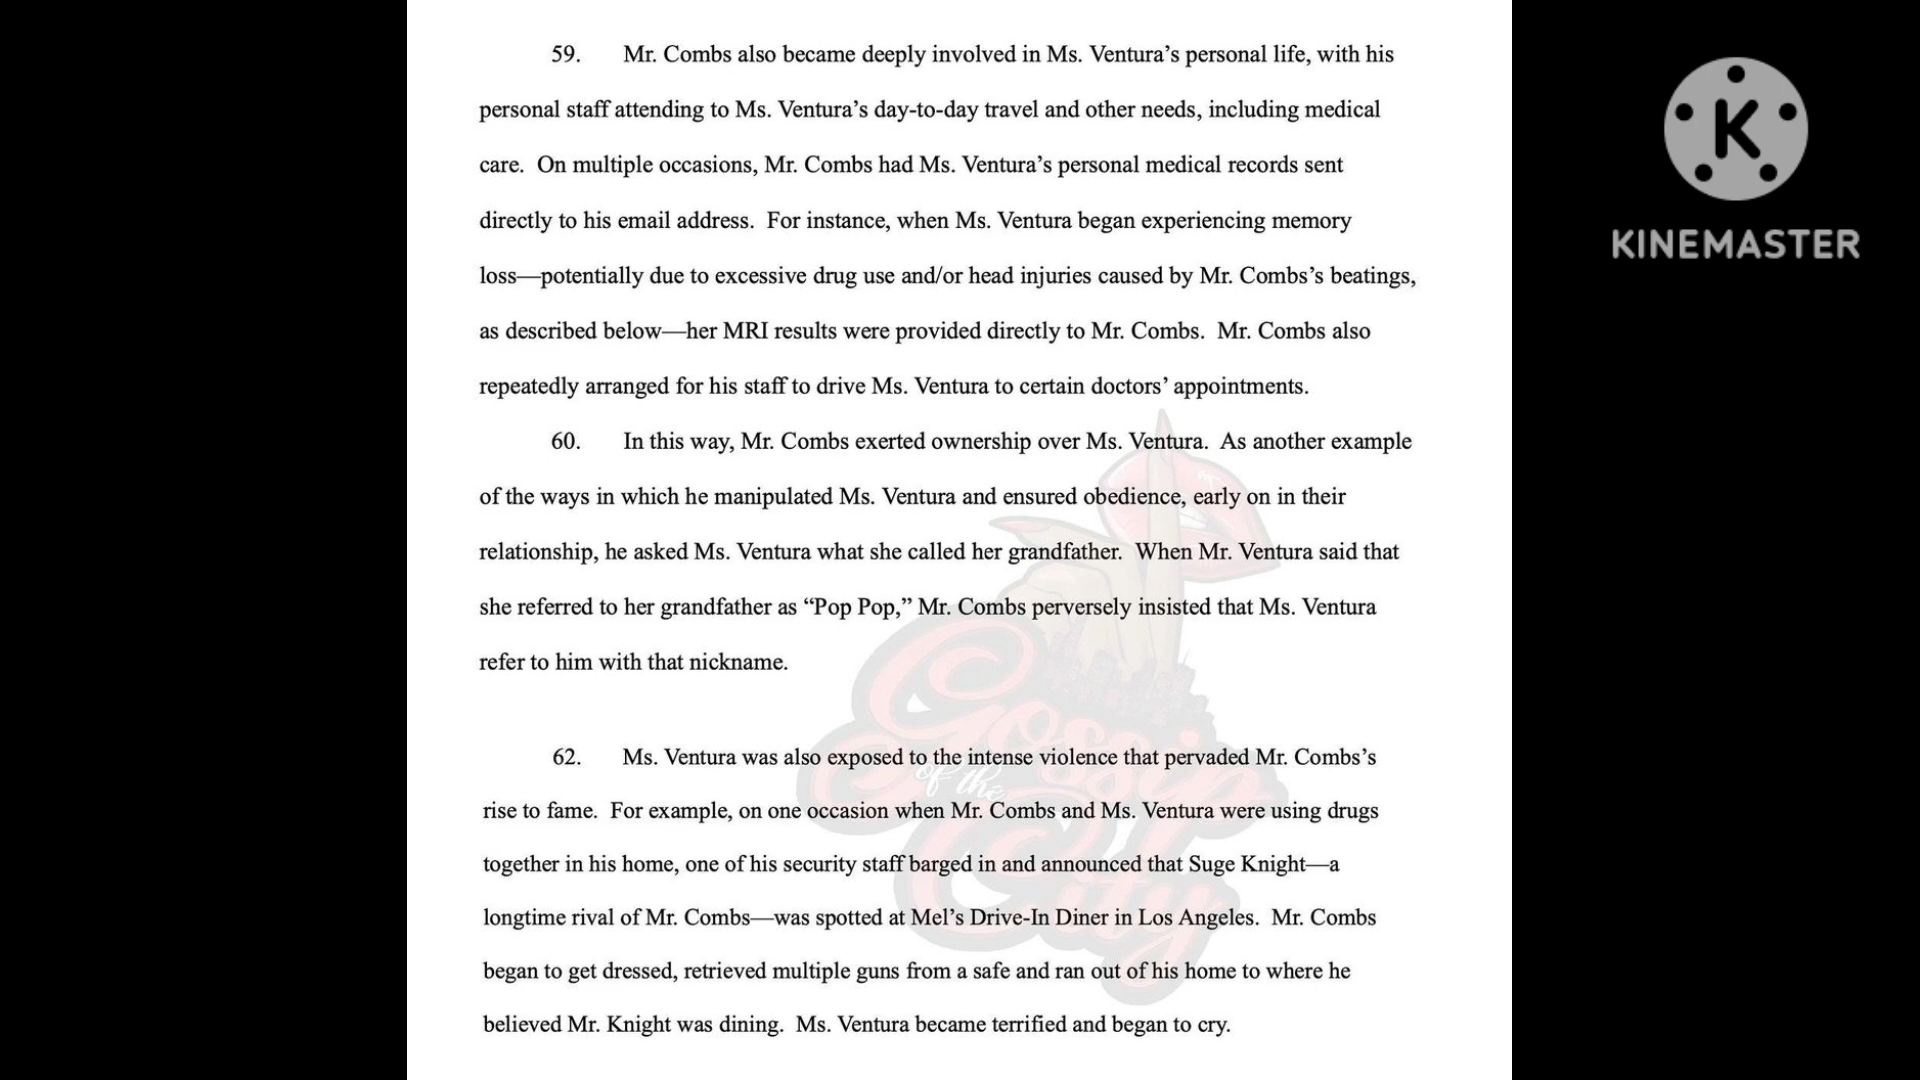 59. Mr. Combs also became deeply involved in Ms. Ventura’s personal life, with his
personal staff attending to Ms. Ventura’s day-to-day travel and other needs, including medical
care. On multiple occasions, Mr. Combs had Ms. Ventura’s personal medical records sent
directly to his email address. For instance, when Ms. Ventura began experiencing memory
loss—potentially due to excessive drug use and/or head injuries caused by Mr. Combs’s beatings,
as described below—her MRI results were provided directly to Mr. Combs. Mr. Combs also
repeatedly arranged for his staff to drive Ms. Ventura to certain doctors’ appointments.
60. In this way, Mr. Combs exerted ownership over Ms. Ventura. As another example
of the ways in which he manipulated Ms. Ventura and ensured obedience, early on in their
relationship, he asked Ms. Ventura what she called her grandfather. When Mr. Ventura said that
she referred to her grandfather as “Pop Pop,” Mr. Combs perversely insisted that Ms. Ventura
refer to him with that nickname.
62. Ms. Ventura was also exposed to the intense violence that pervaded Mr. Combs’s
rise to fame. For example, on one occasion when Mr. Combs and Ms. Ventura were using drugs
together in his home, one of his security staff barged in and announced that Suge Knight—a
longtime rival of Mr. Combs—was spotted at Mel’s Drive-In Diner in Los Angeles. Mr. Combs
began to get dressed, retrieved multiple guns from a safe and ran out of his home to where he
believed Mr. Knight was dining. Ms. Ventura became terrified and began to cry.
Gossip
of the
City
K
KINEMASTER